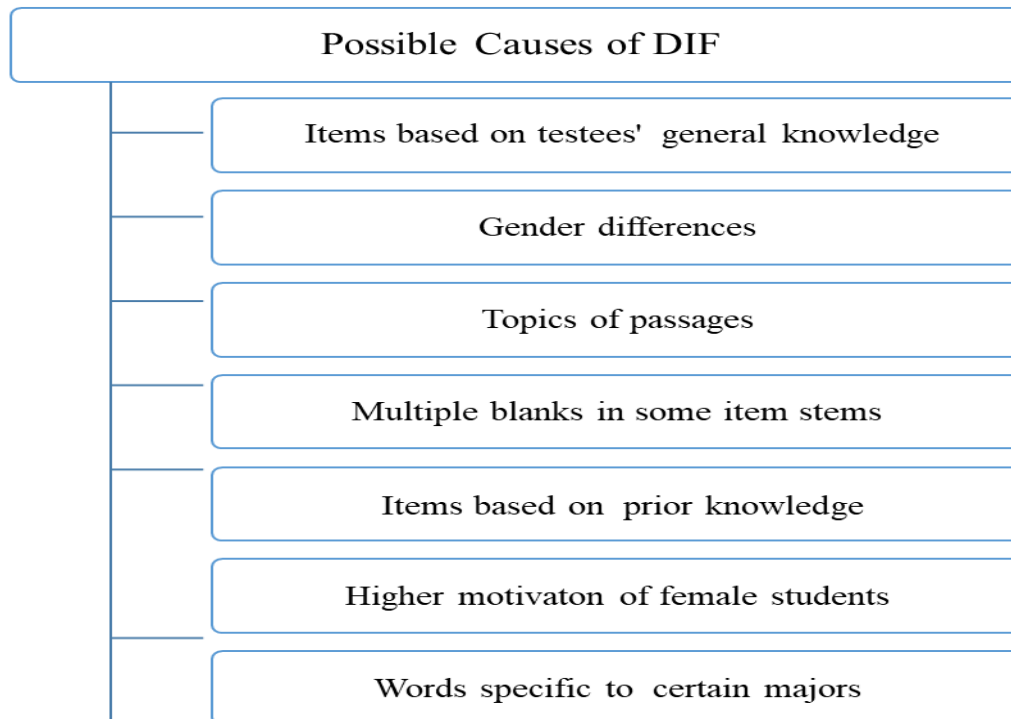 Possible Causes of DIF
Items based on testees' general knowledge
Gender differences
Topics of passages
Multiple blanks in some item stems
Items based on prior knowledge
Higher motivaton of female students
Words specific to certain majors